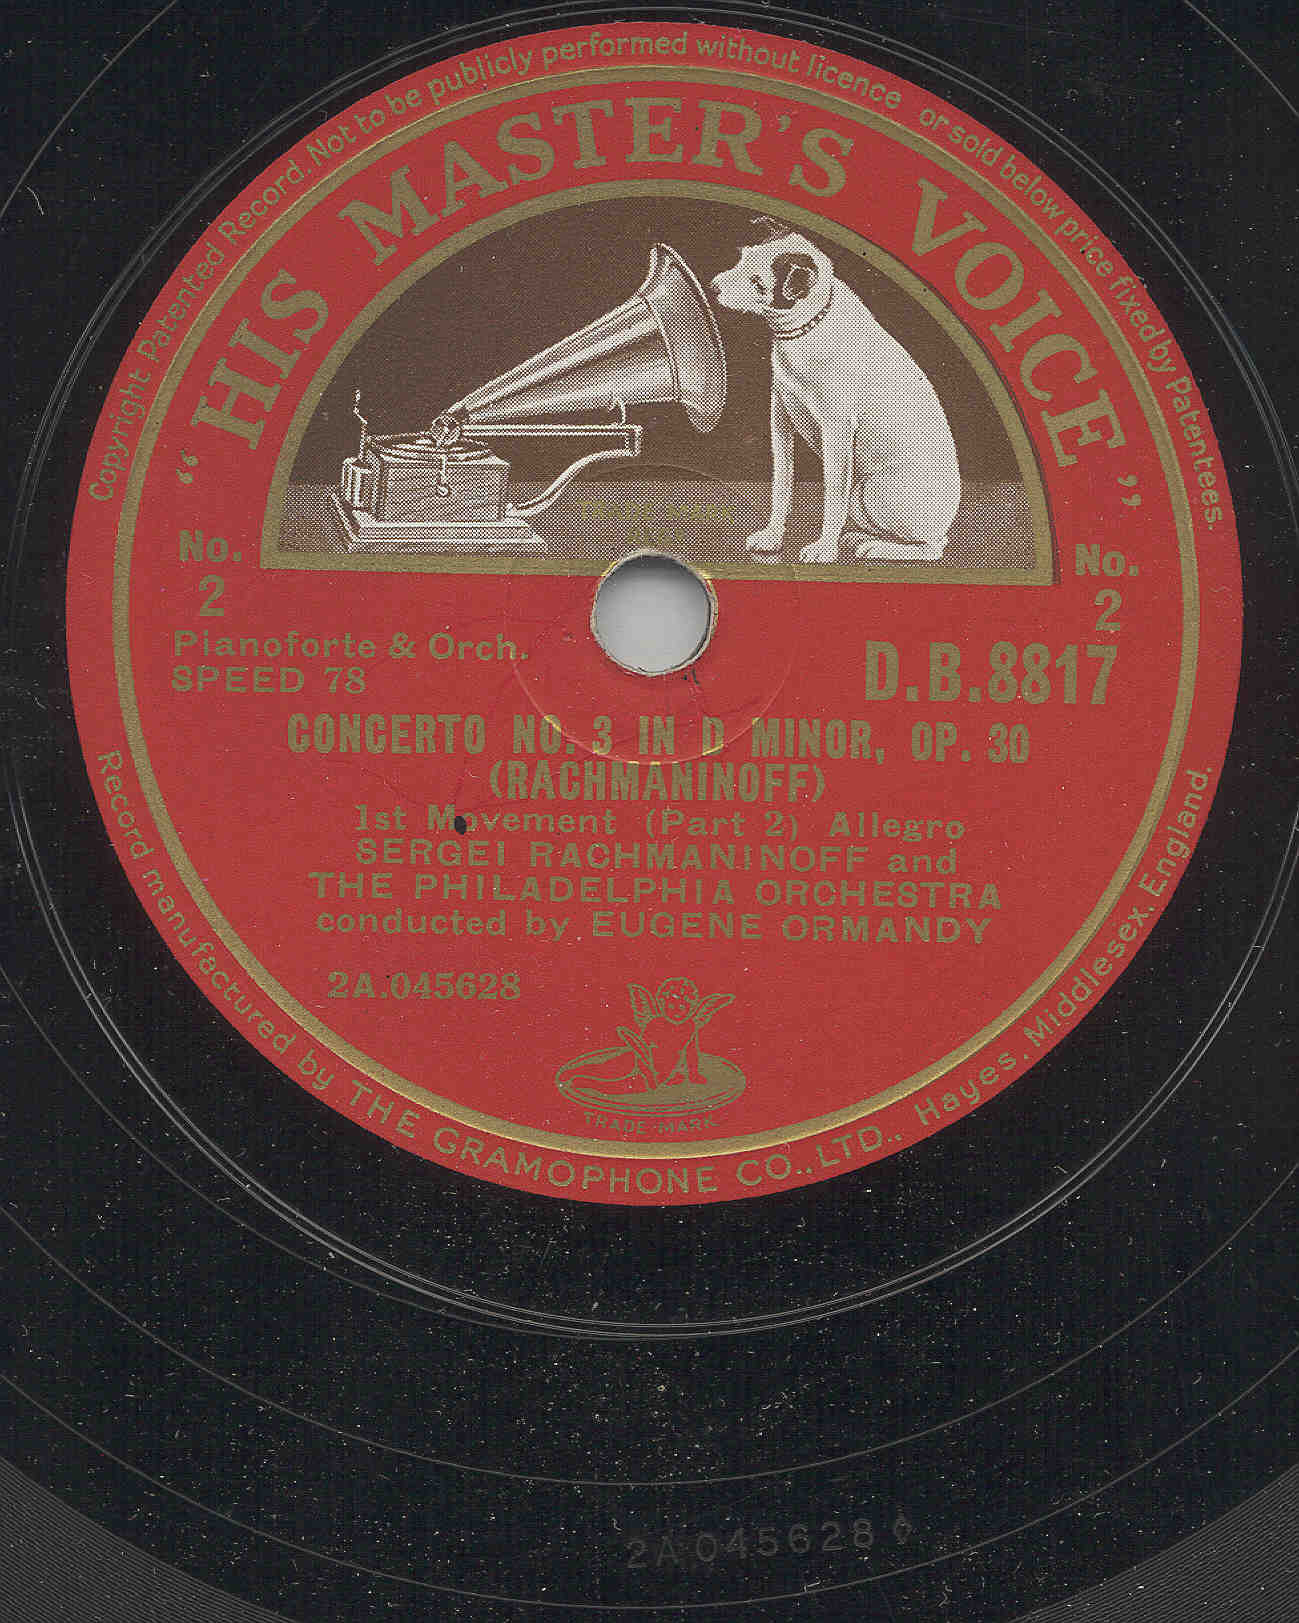 Copyright Patented Record. Not to be publicly performed without licence or sold below price fixed by Patentees.
"HIS MASTER'S VOICE"
No. 2
No. 2
Pianoforte & Orch.
SPEED 78
D.B.8817
CONCERTO NO. 3 IN D MINOR, OP. 30
(RACHMANINOFF)
1st Movement (Part 2) Allegro
SERGEI RACHMANINOFF and
THE PHILADELPHIA ORCHESTRA
conducted by EUGENE ORMANDY
2A.045628
TRADE-MARK
Record manufactured by THE GRAMOPHONE CO., LTD., Hayes, Middlesex, England.
2A 045628